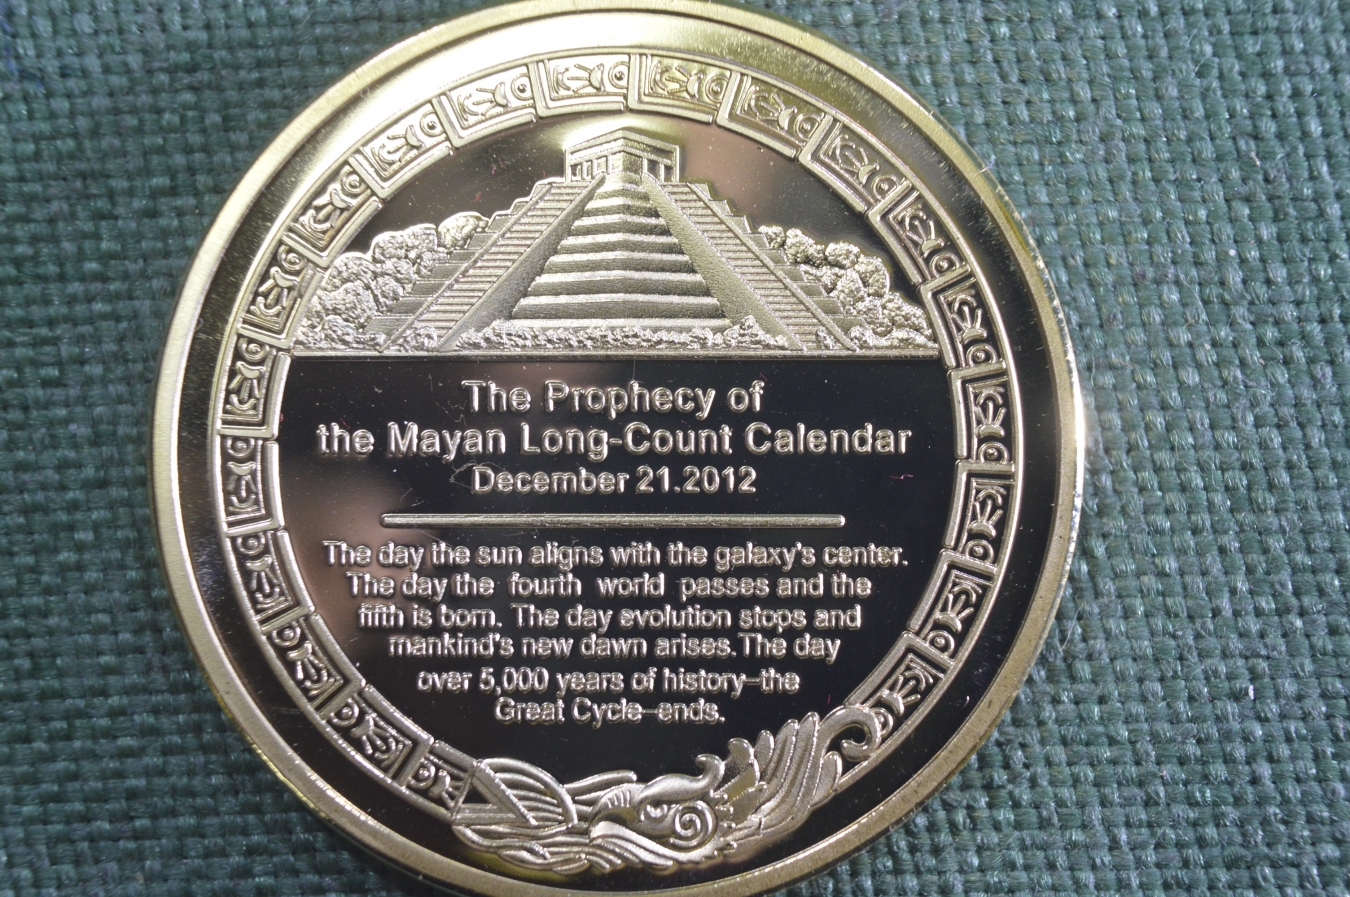 The Prophecy of
the Mayan Long-Count Calendar
December 21.2012
The day the sun aligns with the galaxy's center.
The day the fourth world passes and the
fifth is born. The day evolution stops and
mankind's new dawn arises. The day
over 5,000 years of history—the
Great Cycle—ends.